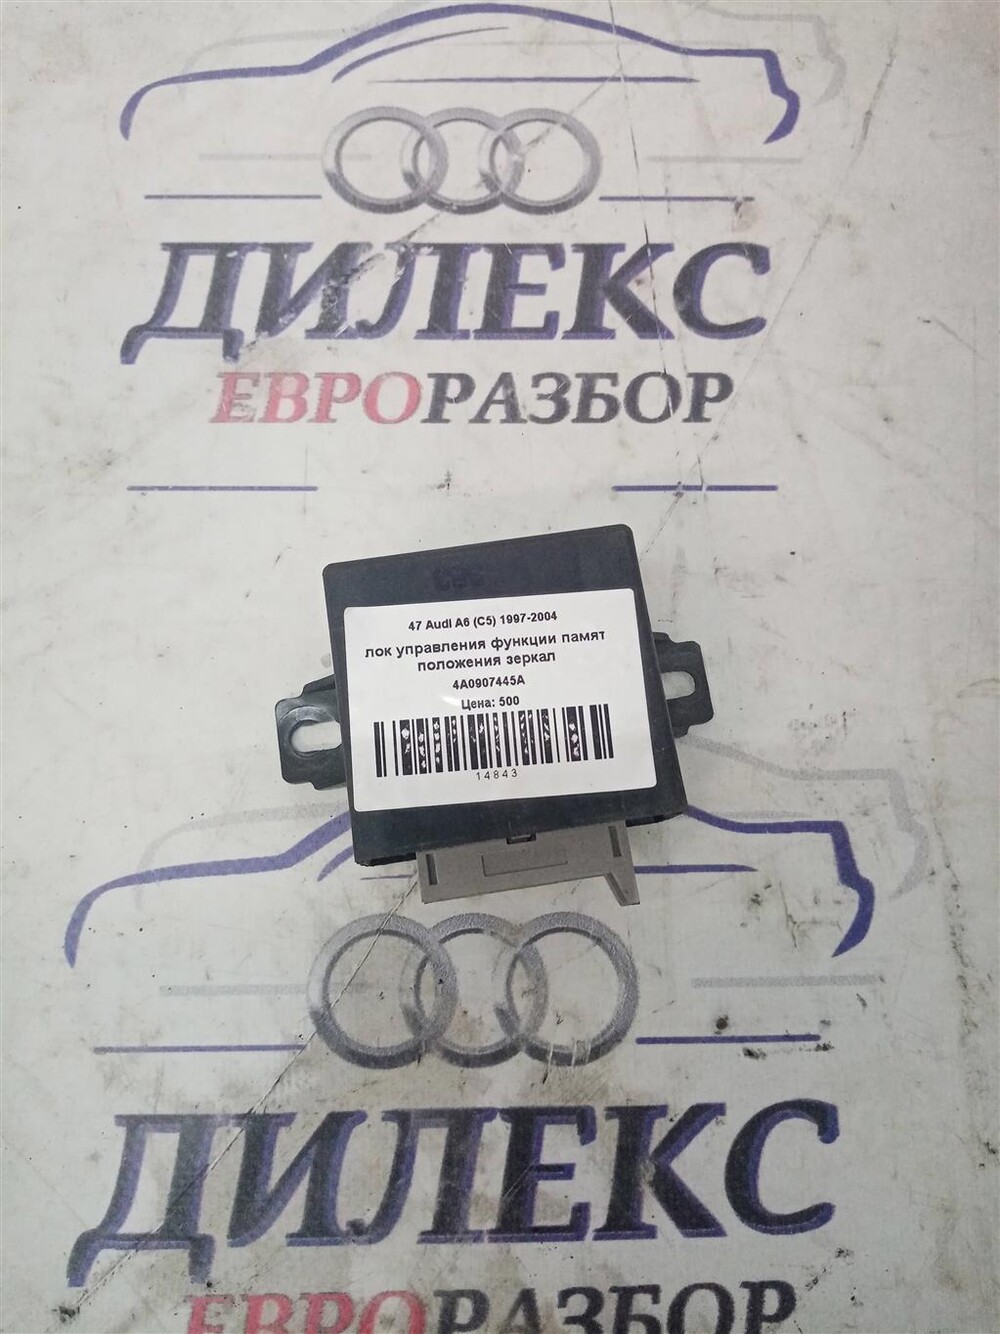 ДИЛЕКС
ЕВРОРАЗБОР
47 Audi A6 (C5) 1997-2004
лок управления функции памят
положения зеркал
4A0907445A
Цена: 500
14843
ДИЛЕКС
ЕВРОРАЗБОР